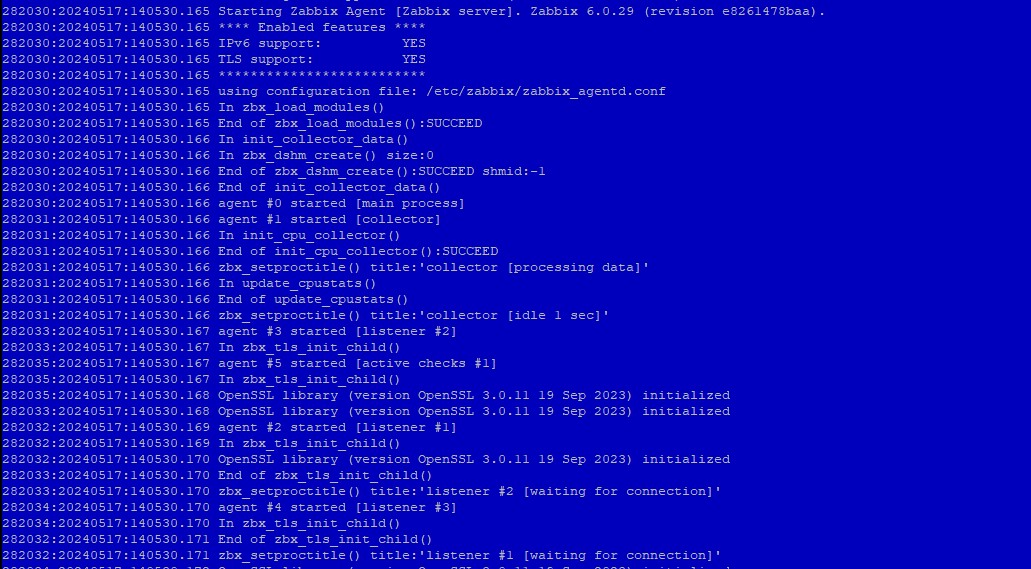 282030:20240517:140530.165 Starting Zabbix Agent [Zabbix server]. Zabbix 6.0.29 (revision e8261478baa).
282030:20240517:140530.165 **** Enabled features ****
282030:20240517:140530.165 IPv6 support:          YES
282030:20240517:140530.165 TLS support:           YES
282030:20240517:140530.165 **************************
282030:20240517:140530.165 using configuration file: /etc/zabbix/zabbix_agentd.conf
282030:20240517:140530.165 In zbx_load_modules()
282030:20240517:140530.165 End of zbx_load_modules():SUCCEED
282030:20240517:140530.166 In init_collector_data()
282030:20240517:140530.166 In zbx_dshm_create() size:0
282030:20240517:140530.166 End of zbx_dshm_create():SUCCEED shmid:-1
282030:20240517:140530.166 End of init_collector_data()
282030:20240517:140530.166 agent #0 started [main process]
282031:20240517:140530.166 agent #1 started [collector]
282031:20240517:140530.166 In init_cpu_collector()
282031:20240517:140530.166 End of init_cpu_collector():SUCCEED
282031:20240517:140530.166 zbx_setproctitle() title:'collector [processing data]'
282031:20240517:140530.166 In update_cpustats()
282031:20240517:140530.166 End of update_cpustats()
282031:20240517:140530.166 zbx_setproctitle() title:'collector [idle 1 sec]'
282033:20240517:140530.167 agent #3 started [listener #2]
282033:20240517:140530.167 In zbx_tls_init_child()
282035:20240517:140530.167 agent #5 started [active checks #1]
282035:20240517:140530.167 In zbx_tls_init_child()
282035:20240517:140530.168 OpenSSL library (version OpenSSL 3.0.11 19 Sep 2023) initialized
282033:20240517:140530.168 OpenSSL library (version OpenSSL 3.0.11 19 Sep 2023) initialized
282032:20240517:140530.169 agent #2 started [listener #1]
282032:20240517:140530.169 In zbx_tls_init_child()
282032:20240517:140530.170 OpenSSL library (version OpenSSL 3.0.11 19 Sep 2023) initialized
282033:20240517:140530.170 End of zbx_tls_init_child()
282033:20240517:140530.170 zbx_setproctitle() title:'listener #2 [waiting for connection]'
282034:20240517:140530.170 agent #4 started [listener #3]
282034:20240517:140530.170 In zbx_tls_init_child()
282032:20240517:140530.171 End of zbx_tls_init_child()
282032:20240517:140530.171 zbx_setproctitle() title:'listener #1 [waiting for connection]'